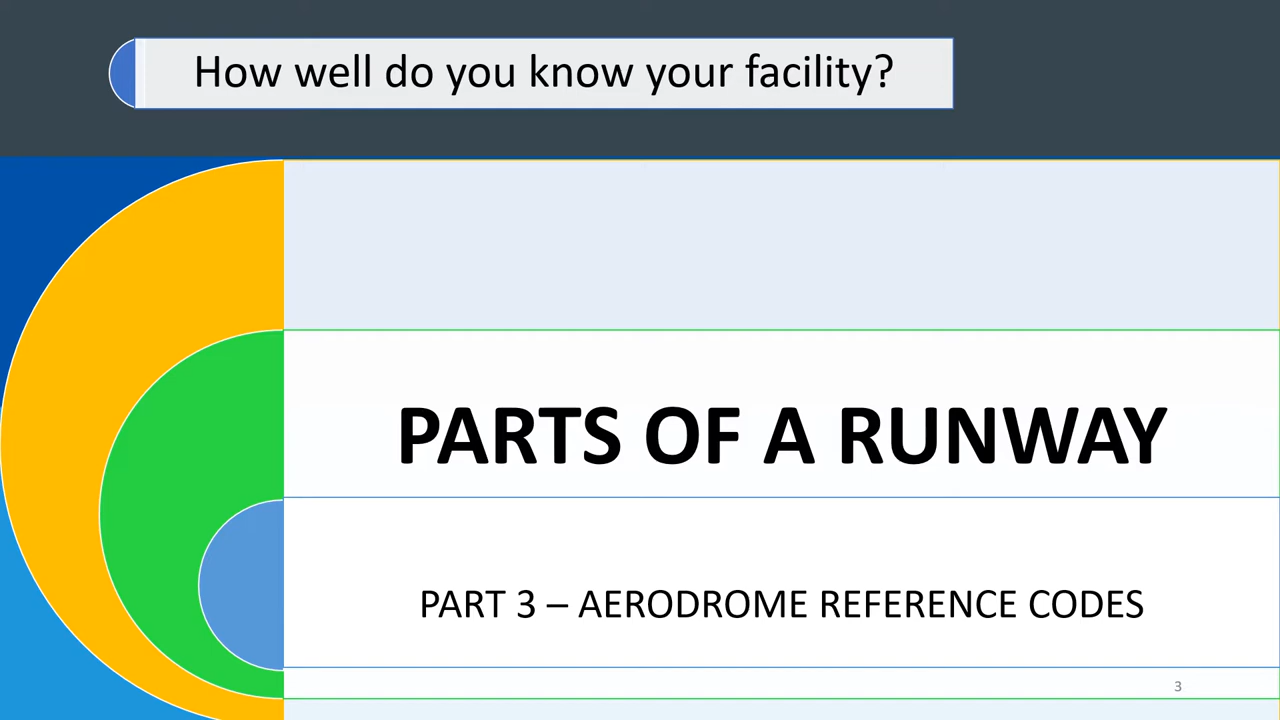 How well do you know your facility?
PARTS OF A RUNWAY
PART 3 – AERODROME REFERENCE CODES
3